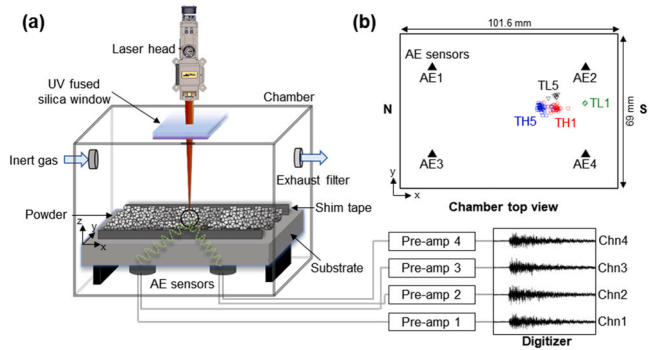 (a)
Laser head
UV fused
silica window
Chamber
Inert gas
Exhaust filter
Powder
Shim tape
z
y
x
Substrate
AE sensors
(b)
101.6 mm
AE sensors
AE1
AE2
TL5
TL1
N
S
TH5
TH1
69 mm
AE3
AE4
y
x
Chamber top view
Pre-amp 4
Chn4
Pre-amp 3
Chn3
Pre-amp 2
Chn2
Pre-amp 1
Chn1
Digitizer